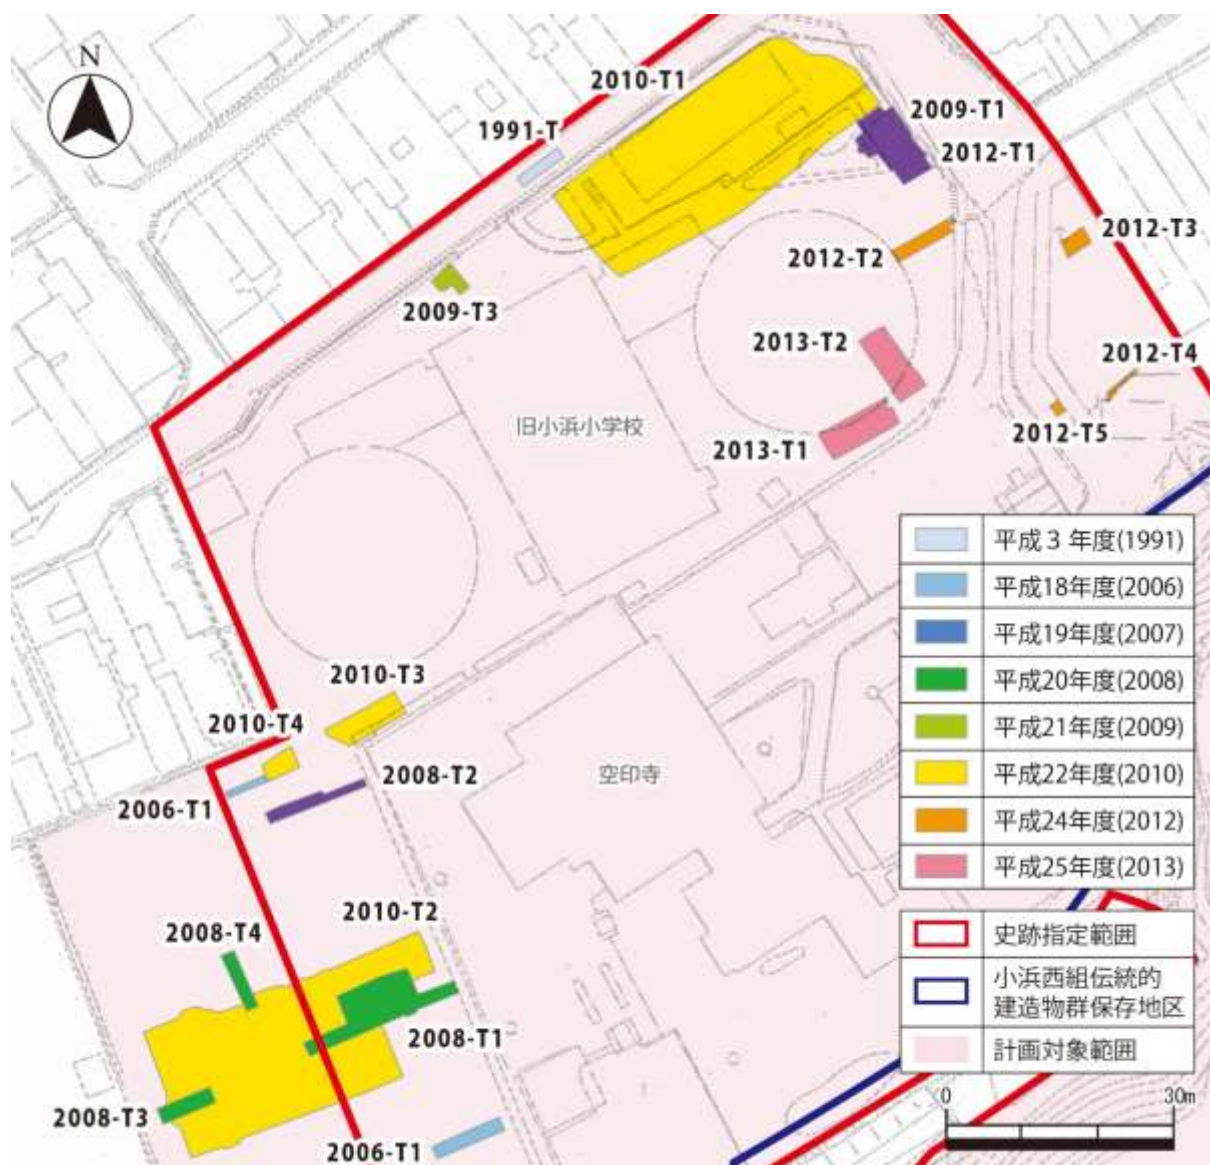 N
2010-T1
1991-T
2009-T1
2012-T1
2012-T3
2012-T2
2009-T3
2013-T2
2012-T4
旧小浜小学校
2012-T5
2013-T1
平成3年度(1991)
平成18年度(2006)
平成19年度(2007)
平成20年度(2008)
平成21年度(2009)
平成22年度(2010)
平成24年度(2012)
平成25年度(2013)
2010-T3
2010-T4
2008-T2
空印寺
2006-T1
2010-T2
2008-T4
2008-T1
2008-T3
2006-T1
史跡指定範囲
小浜西組伝統的
建造物群保存地区
計画対象範囲
0 30m